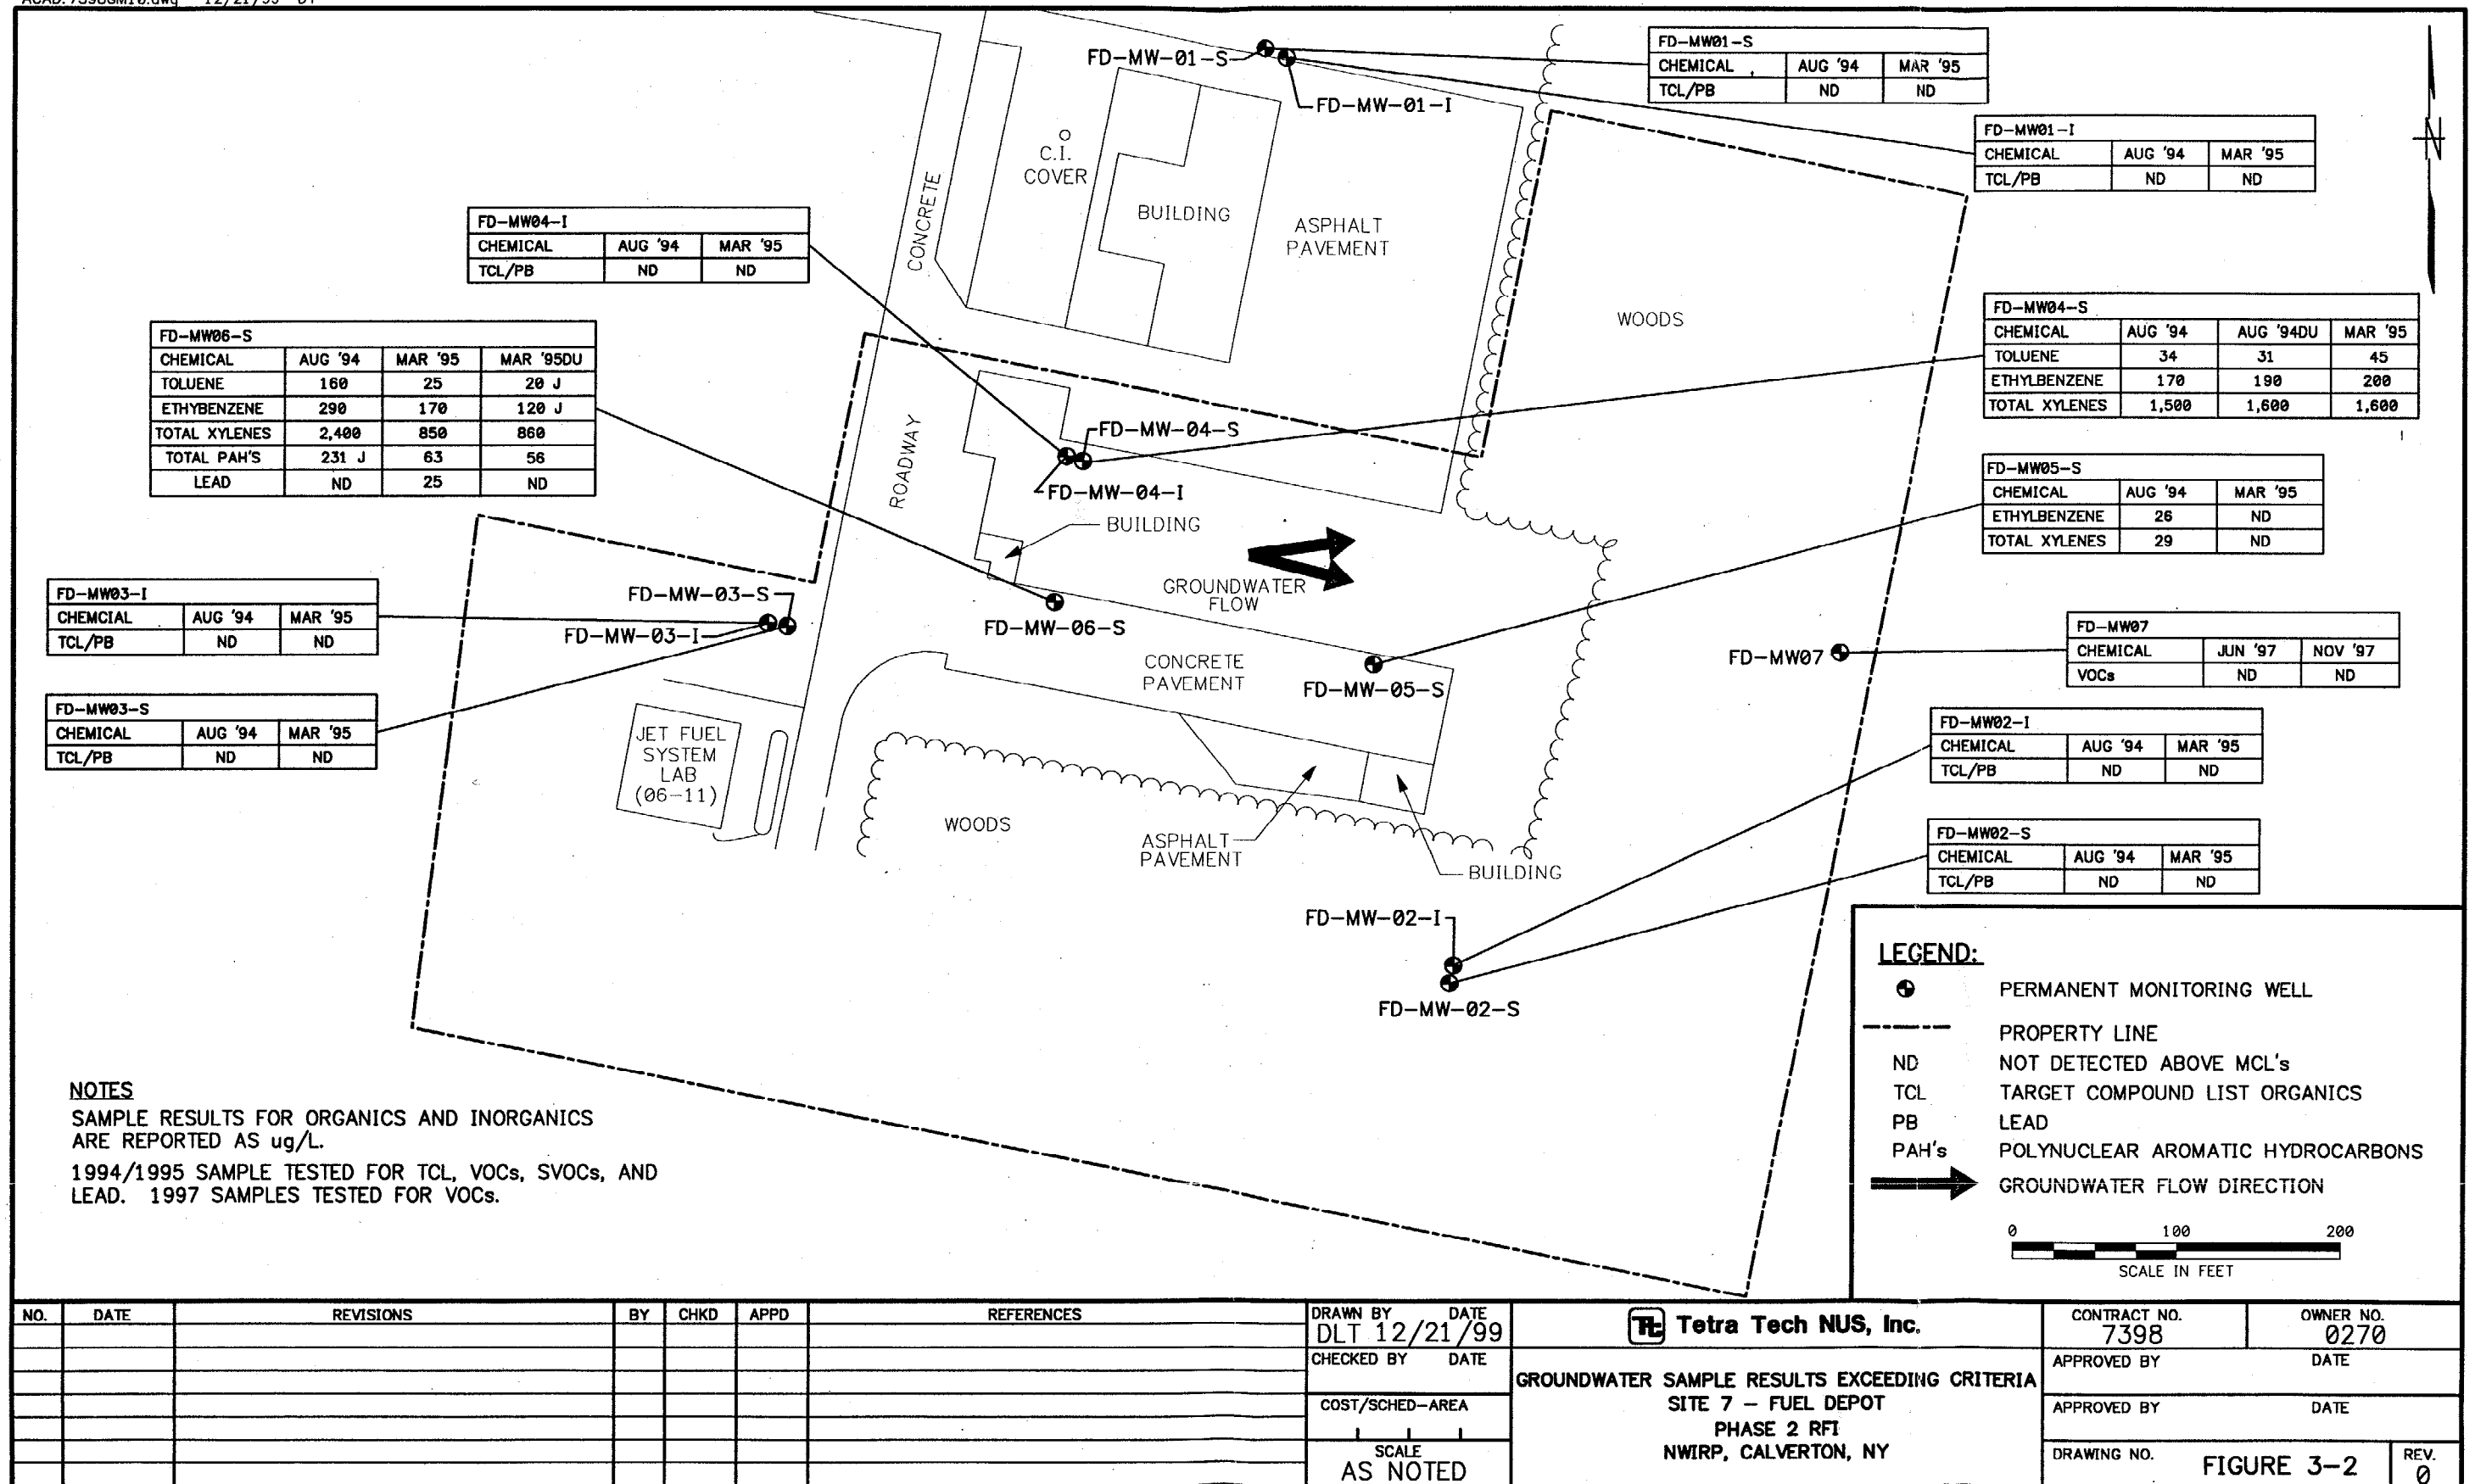 ACAD: 7398GM10.dwg 12/21/99 DT
FD-MW-01-S
FD-MW-01-I
FD-MW01-S
CHEMICAL AUG '94 MAR '95
TCL/PB ND ND
FD-MW01-I
CHEMICAL AUG '94 MAR '95
TCL/PB ND ND
N
C.I.
COVER
CONCRETE
BUILDING
ASPHALT
PAVEMENT
WOODS
FD-MW04-I
CHEMICAL AUG '94 MAR '95
TCL/PB ND ND
FD-MW04-S
CHEMICAL AUG '94 AUG '94DU MAR '95
TOLUENE 34 31 45
ETHYLBENZENE 170 190 200
TOTAL XYLENES 1,500 1,600 1,600
FD-MW06-S
CHEMICAL AUG '94 MAR '95 MAR '95DU
TOLUENE 160 25 20 J
ETHYBENZENE 290 170 120 J
TOTAL XYLENES 2,400 850 860
TOTAL PAH'S 231 J 63 56
LEAD ND 25 ND
ROADWAY
FD-MW-04-S
FD-MW-04-I
BUILDING
FD-MW05-S
CHEMICAL AUG '94 MAR '95
ETHYLBENZENE 26 ND
TOTAL XYLENES 29 ND
GROUNDWATER
FLOW
FD-MW03-I
CHEMCIAL AUG '94 MAR '95
TCL/PB ND ND
FD-MW-03-S
FD-MW-03-I
FD-MW-06-S
FD-MW07
FD-MW07
CHEMICAL JUN '97 NOV '97
VOCs ND ND
CONCRETE
PAVEMENT
FD-MW-05-S
FD-MW03-S
CHEMICAL AUG '94 MAR '95
TCL/PB ND ND
JET FUEL
SYSTEM
LAB
(06-11)
FD-MW02-I
CHEMICAL AUG '94 MAR '95
TCL/PB ND ND
WOODS
ASPHALT
PAVEMENT
BUILDING
FD-MW02-S
CHEMICAL AUG '94 MAR '95
TCL/PB ND ND
FD-MW-02-I
FD-MW-02-S
LEGEND:
PERMANENT MONITORING WELL
PROPERTY LINE
ND NOT DETECTED ABOVE MCL's
TCL TARGET COMPOUND LIST ORGANICS
PB LEAD
PAH's POLYNUCLEAR AROMATIC HYDROCARBONS
GROUNDWATER FLOW DIRECTION
0 100 200
SCALE IN FEET
NOTES
SAMPLE RESULTS FOR ORGANICS AND INORGANICS
ARE REPORTED AS ug/L.
1994/1995 SAMPLE TESTED FOR TCL, VOCs, SVOCs, AND
LEAD. 1997 SAMPLES TESTED FOR VOCs.
NO. DATE REVISIONS BY CHKD APPD REFERENCES
DRAWN BY DATE
DLT 12/21/99
CHECKED BY DATE
COST/SCHED-AREA
SCALE
AS NOTED
Tt Tetra Tech NUS, Inc.
GROUNDWATER SAMPLE RESULTS EXCEEDING CRITERIA
SITE 7 – FUEL DEPOT
PHASE 2 RFI
NWIRP, CALVERTON, NY
CONTRACT NO. OWNER NO.
7398 0270
APPROVED BY DATE
APPROVED BY DATE
DRAWING NO. REV.
FIGURE 3-2 0